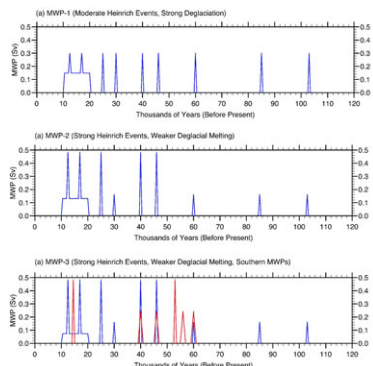 (a) MWP-1 (Moderate Heinrich Events, Strong Deglaciation)
MWP (Sv)
0.5 0.5
0.4 0.4
0.3 0.3
0.2 0.2
0.1 0.1
0.0 0.0
0 10 20 30 40 50 60 70 80 90 100 110 120
Thousands of Years (Before Present)
(a) MWP-2 (Strong Heinrich Events, Weaker Deglacial Melting)
MWP (Sv)
0.5 0.5
0.4 0.4
0.3 0.3
0.2 0.2
0.1 0.1
0.0 0.0
0 10 20 30 40 50 60 70 80 90 100 110 120
Thousands of Years (Before Present)
(a) MWP-3 (Strong Heinrich Events, Weaker Deglacial Melting, Southern MWPs)
MWP (Sv)
0.5 0.5
0.4 0.4
0.3 0.3
0.2 0.2
0.1 0.1
0.0 0.0
0 10 20 30 40 50 60 70 80 90 100 110 120
Thousands of Years (Before Present)